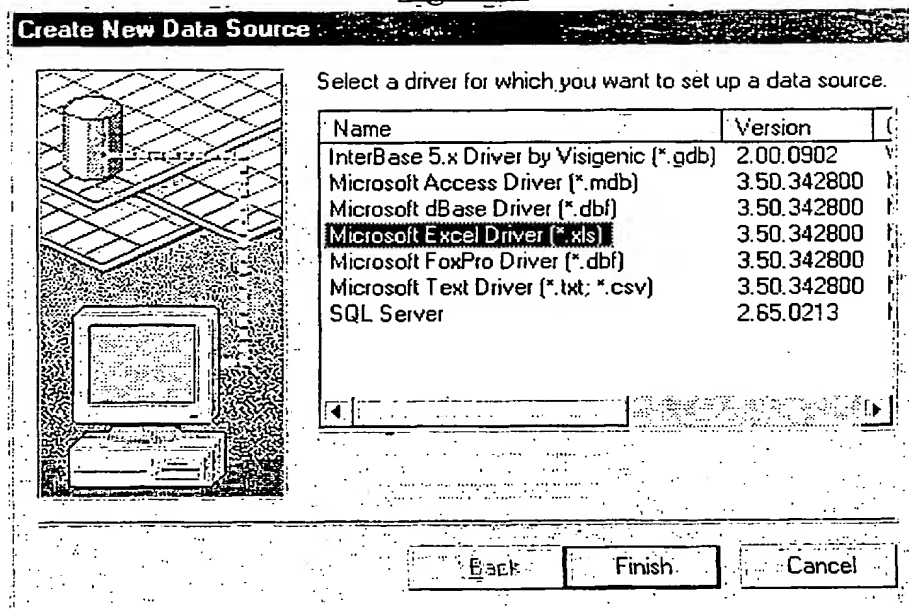 Create New Data Source
Select a driver for which you want to set up a data source.
Name Version
InterBase 5.x Driver by Visigenic (*.gdb) 2.00.0902
Microsoft Access Driver (*.mdb) 3.50.342800
Microsoft dBase Driver (*.dbf) 3.50.342800
Microsoft Excel Driver (*.xls) 3.50.342800
Microsoft FoxPro Driver (*.dbf) 3.50.342800
Microsoft Text Driver (*.txt; *.csv) 3.50.342800
SQL Server 2.65.0213
Back Finish Cancel